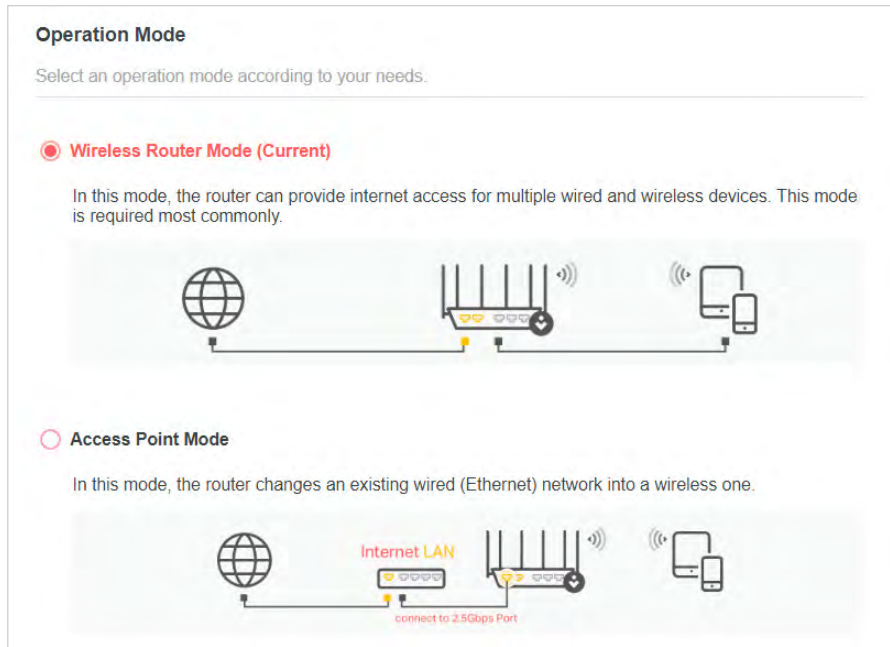 Operation Mode
Select an operation mode according to your needs.
Wireless Router Mode (Current)
In this mode, the router can provide internet access for multiple wired and wireless devices. This mode
is required most commonly.
Access Point Mode
In this mode, the router changes an existing wired (Ethernet) network into a wireless one.
Internet LAN
connect to 2.5Gbps Port